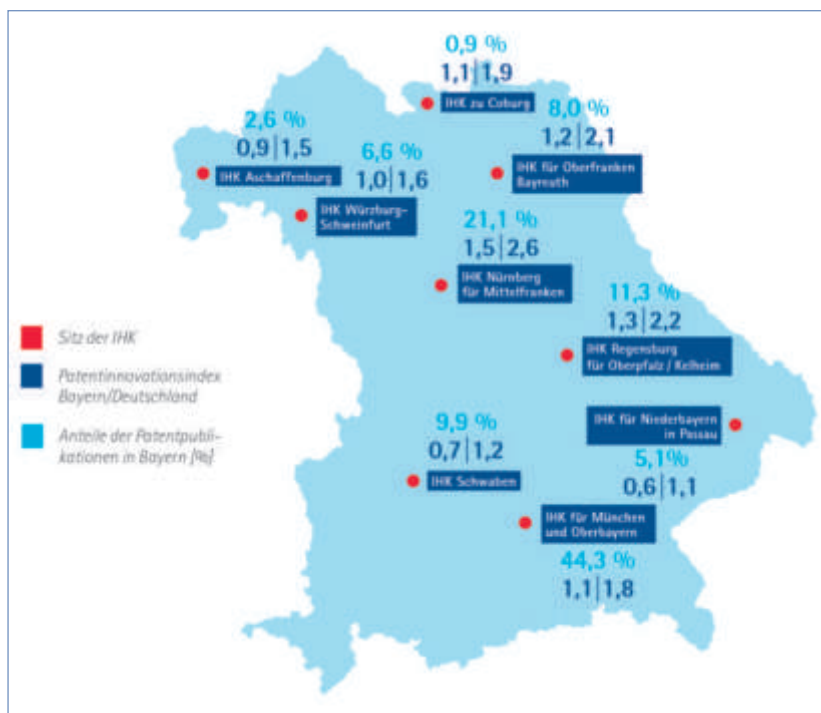 0,9 %
1,1|1,9
IHK zu Coburg
8,0 %
1,2|2,1
IHK für Oberfranken
Bayreuth
2,6 %
0,9|1,5
IHK Aschaffenburg
6,6 %
1,0|1,6
IHK Würzburg-
Schweinfurt
21,1 %
1,5|2,6
IHK Nürnberg
für Mittelfranken
11,3 %
1,3|2,2
IHK Regensburg
für Oberpfalz / Kelheim
Sitz der IHK
Patentinnovationsindex
Bayern/Deutschland
Anteile der Patentpubli-
kationen in Bayern [%]
IHK für Niederbayern
in Passau
5,1%
0,6|1,1
9,9 %
0,7|1,2
IHK Schwaben
IHK für München
und Oberbayern
44,3 %
1,1|1,8